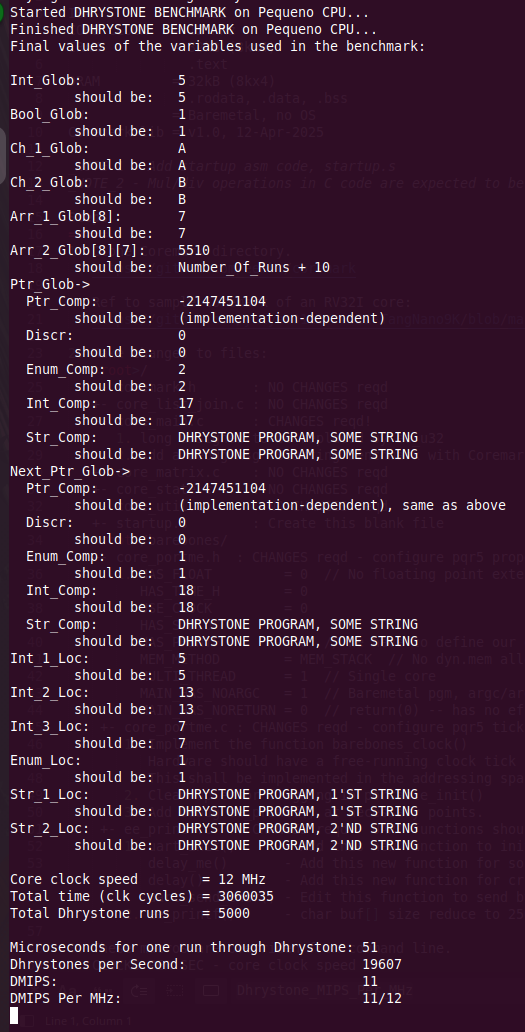 Started DHRYSTONE BENCHMARK on Pequeno CPU...
Finished DHRYSTONE BENCHMARK on Pequeno CPU...
Final values of the variables used in the benchmark:
Int_Glob: 5
should be: 5
Bool_Glob: 1
should be: 1
Ch_1_Glob: A
should be: A
Ch_2_Glob: B
should be: B
Arr_1_Glob[8]: 7
should be: 7
Arr_2_Glob[8][7]: 5510
should be: Number_Of_Runs + 10
Ptr_Glob->
Ptr_Comp: -2147451104
should be: (implementation-dependent)
Discr: 0
should be: 0
Enum_Comp: 2
should be: 2
Int_Comp: 17
should be: 17
Str_Comp: DHRYSTONE PROGRAM, SOME STRING
should be: DHRYSTONE PROGRAM, SOME STRING
Next_Ptr_Glob->
Ptr_Comp: -2147451104
should be: (implementation-dependent), same as above
Discr: 0
should be: 0
Enum_Comp: 1
should be: 1
Int_Comp: 18
should be: 18
Str_Comp: DHRYSTONE PROGRAM, SOME STRING
should be: DHRYSTONE PROGRAM, SOME STRING
Int_1_Loc: 5
should be: 5
Int_2_Loc: 13
should be: 13
Int_3_Loc: 7
should be: 7
Enum_Loc: 1
should be: 1
Str_1_Loc: DHRYSTONE PROGRAM, 1'ST STRING
should be: DHRYSTONE PROGRAM, 1'ST STRING
Str_2_Loc: DHRYSTONE PROGRAM, 2'ND STRING
should be: DHRYSTONE PROGRAM, 2'ND STRING
Core clock speed = 12 MHz
Total time (clk cycles) = 3060035
Total Dhrystone runs = 5000
Microseconds for one run through Dhrystone: 51
Dhrystones per Second: 19607
DMIPS: 11
DMIPS Per MHz: 11/12